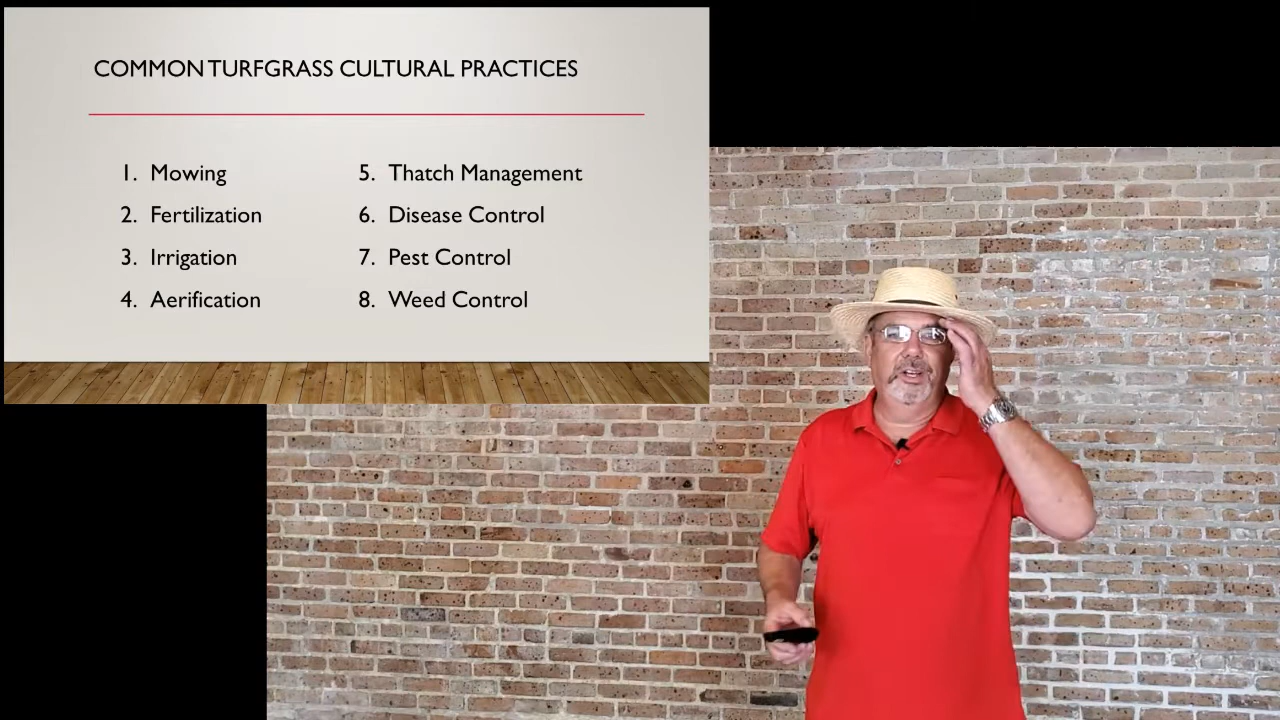 COMMON TURFGRASS CULTURAL PRACTICES
1. Mowing
2. Fertilization
3. Irrigation
4. Aerification
5. Thatch Management
6. Disease Control
7. Pest Control
8. Weed Control